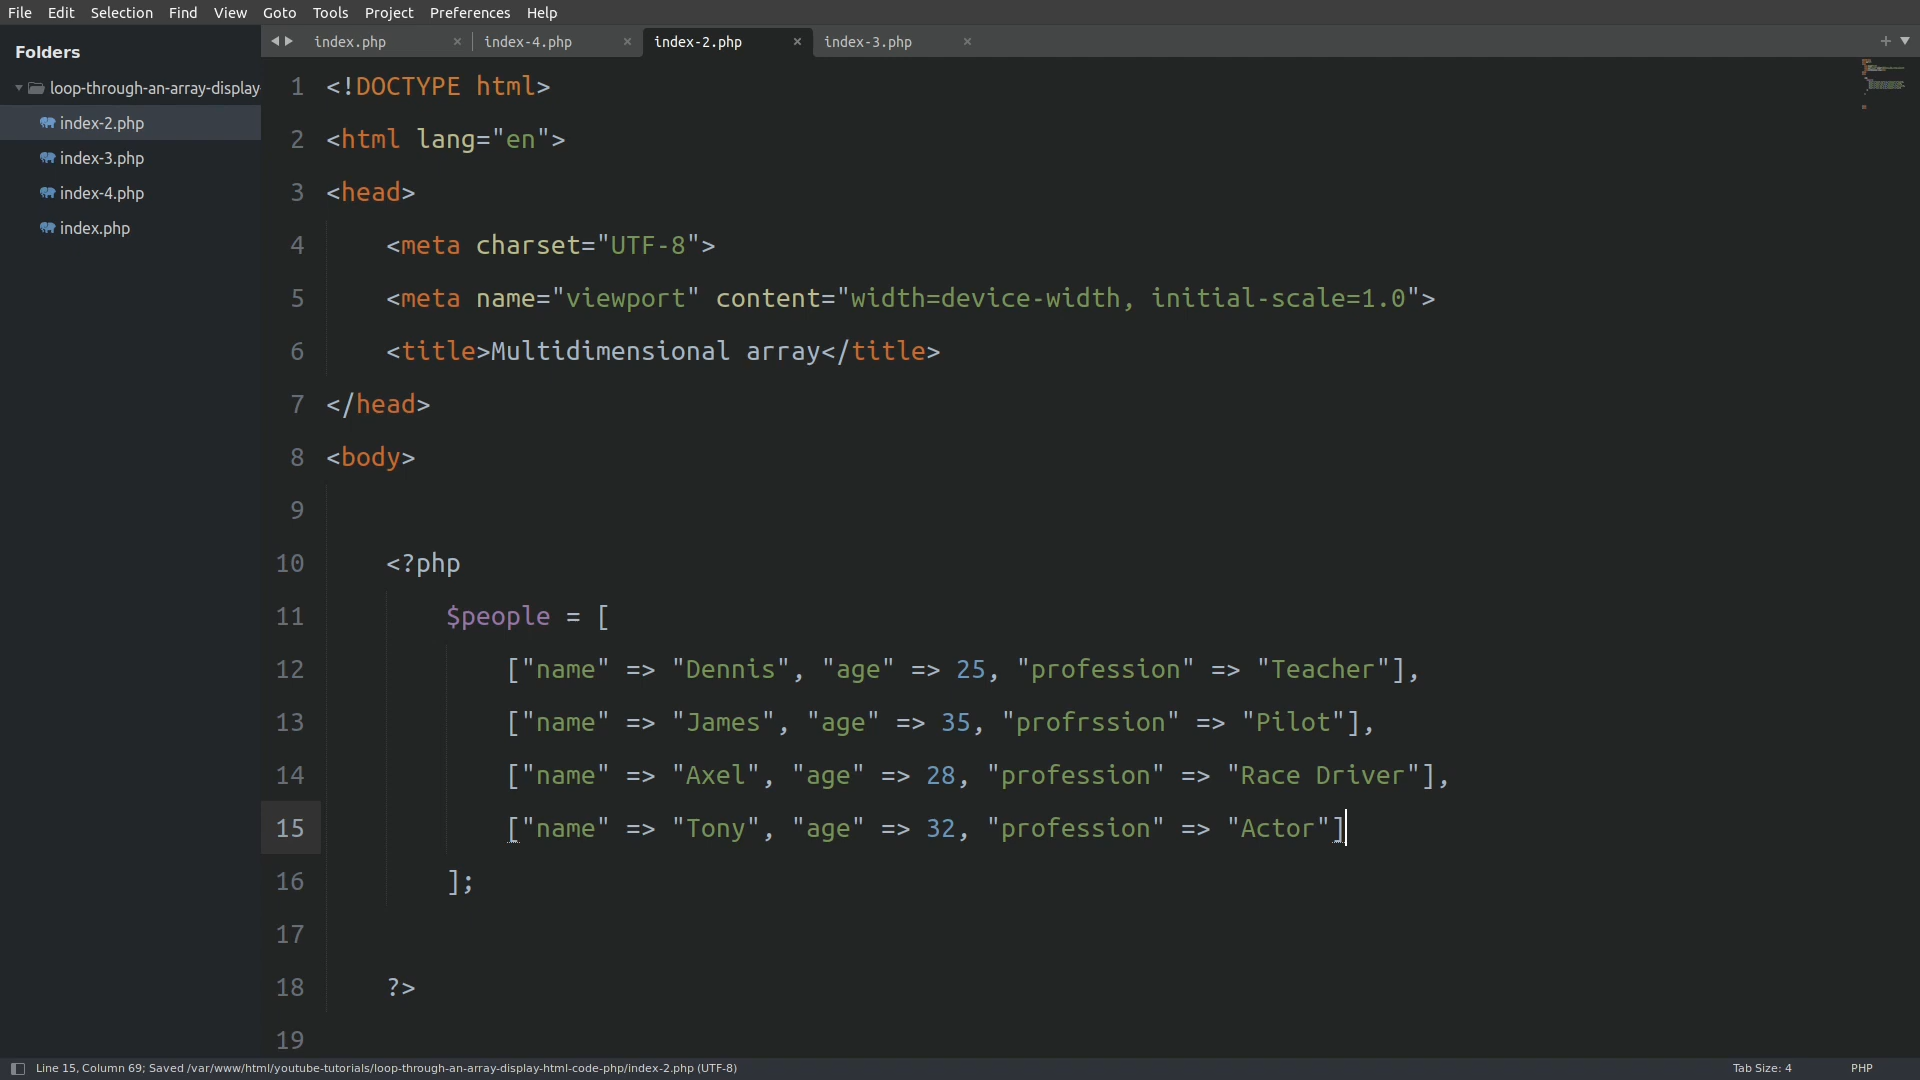 File Edit Selection Find View Goto Tools Project Preferences Help
Folders
loop-through-an-array-display
index-2.php
index-3.php
index-4.php
index.php
index.php × index-4.php × index-2.php × index-3.php × +
1 <!DOCTYPE html>
2 <html lang="en">
3 <head>
4 <meta charset="UTF-8">
5 <meta name="viewport" content="width=device-width, initial-scale=1.0">
6 <title>Multidimensional array</title>
7 </head>
8 <body>
9
10 <?php
11 $people = [
12 ["name" => "Dennis", "age" => 25, "profession" => "Teacher"],
13 ["name" => "James", "age" => 35, "profrssion" => "Pilot"],
14 ["name" => "Axel", "age" => 28, "profession" => "Race Driver"],
15 ["name" => "Tony", "age" => 32, "profession" => "Actor"]
16 ];
17
18 ?>
19
Line 15, Column 69; Saved /var/www/html/youtube-tutorials/loop-through-an-array-display-html-code-php/index-2.php (UTF-8) Tab Size: 4 PHP